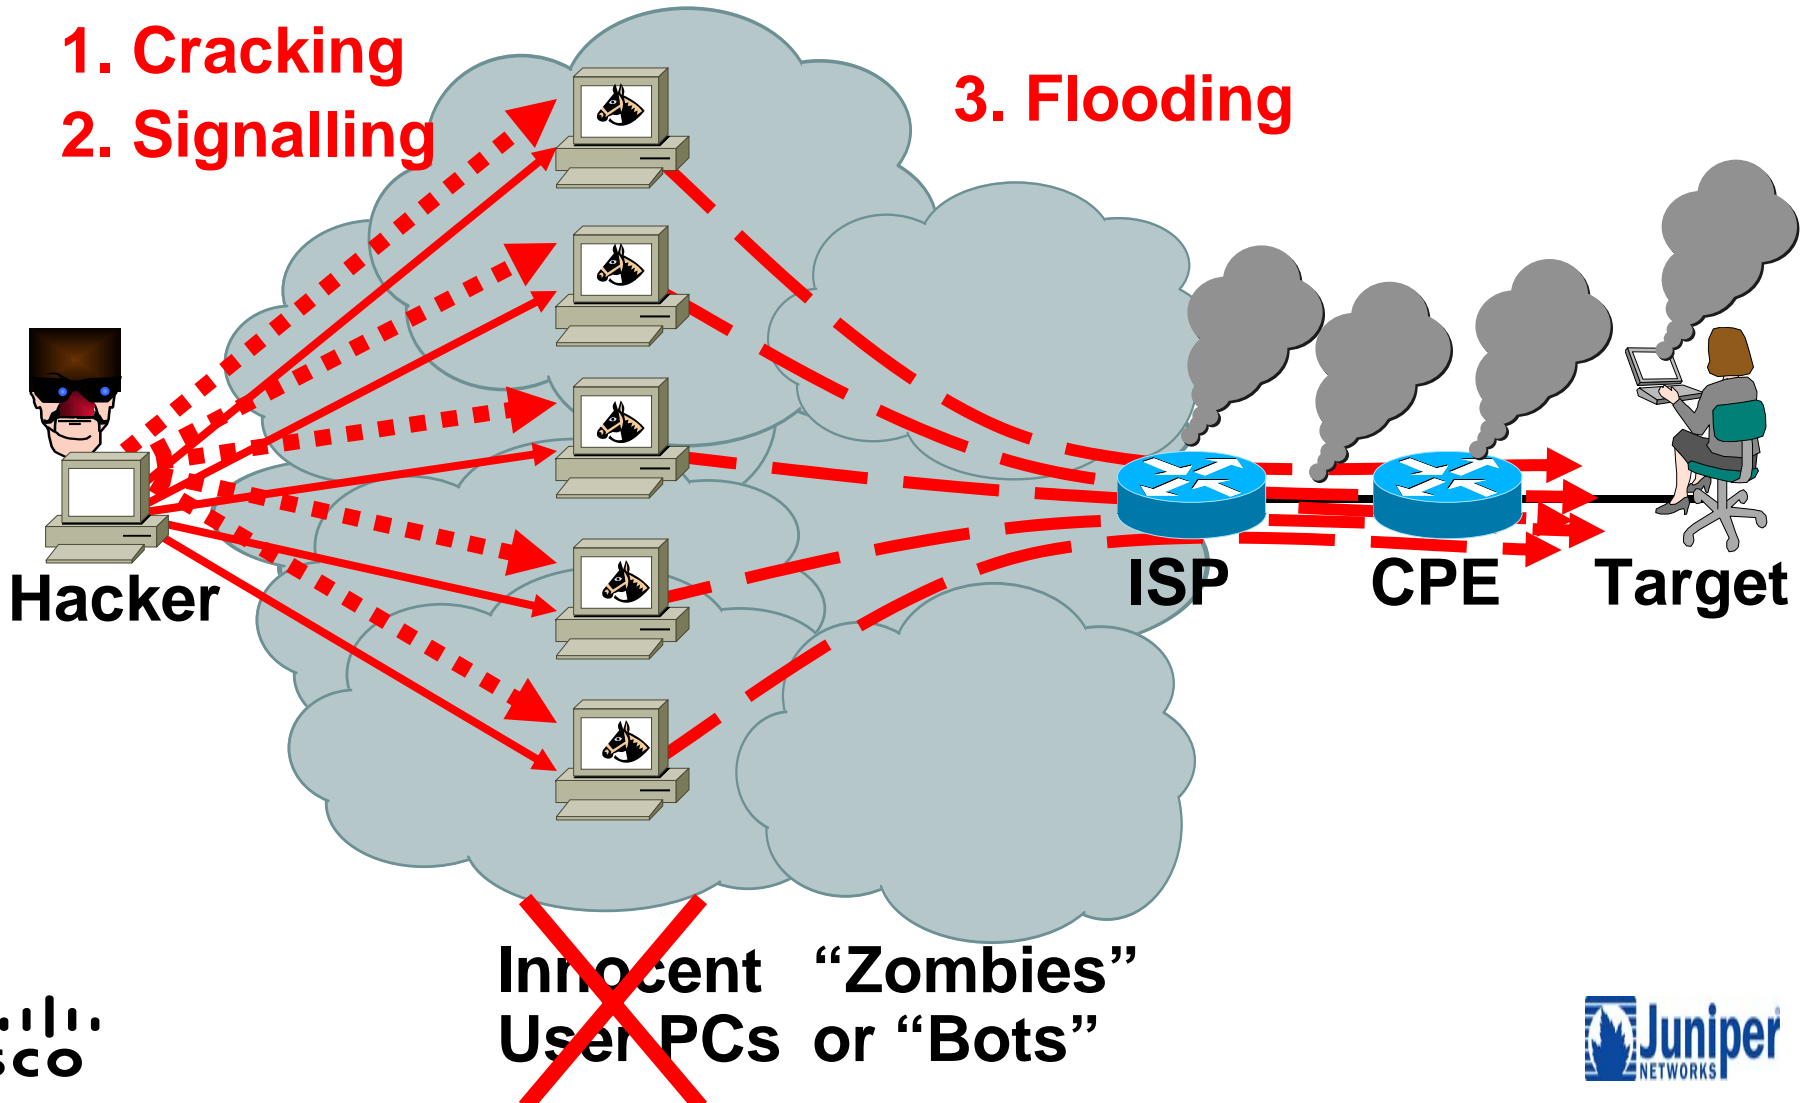 1. Cracking
2. Signalling
3. Flooding
Hacker
ISP
CPE
Target
Innocent “Zombies”
User PCs or “Bots”
sco
Juniper
NETWORKS